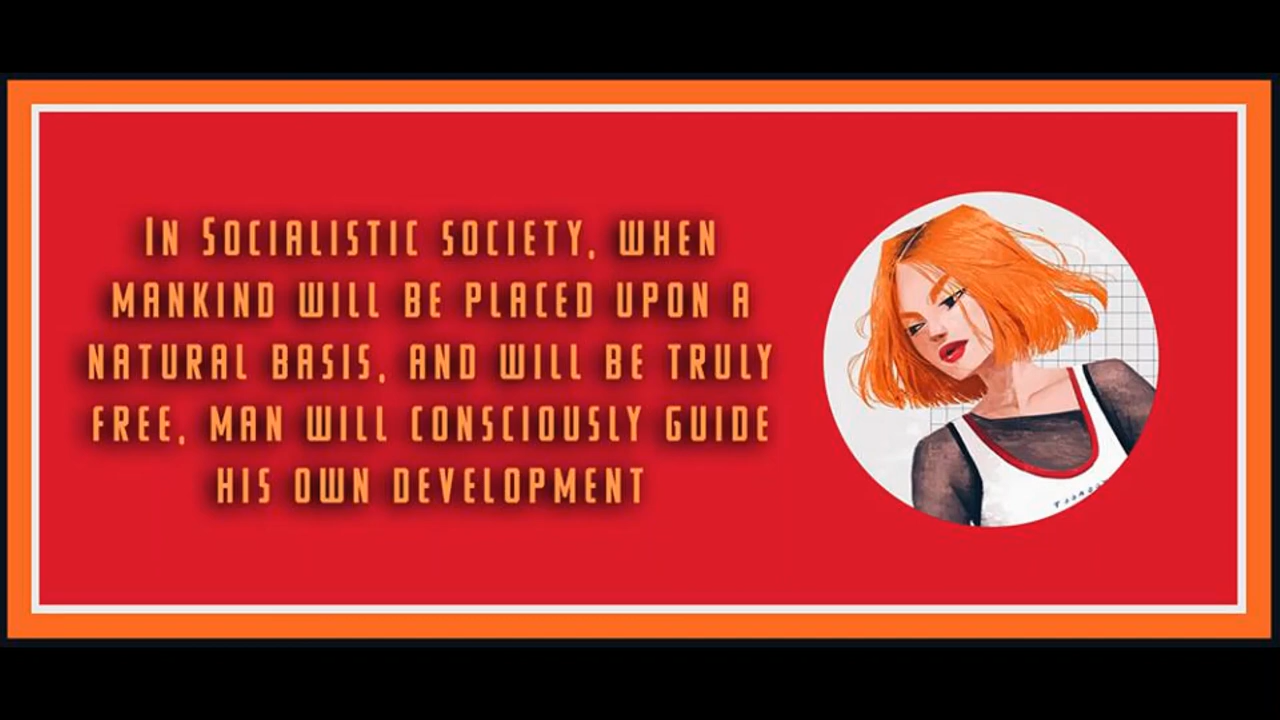 In Socialistic society, when
mankind will be placed upon a
natural basis, and will be truly
free, man will consciously guide
his own development